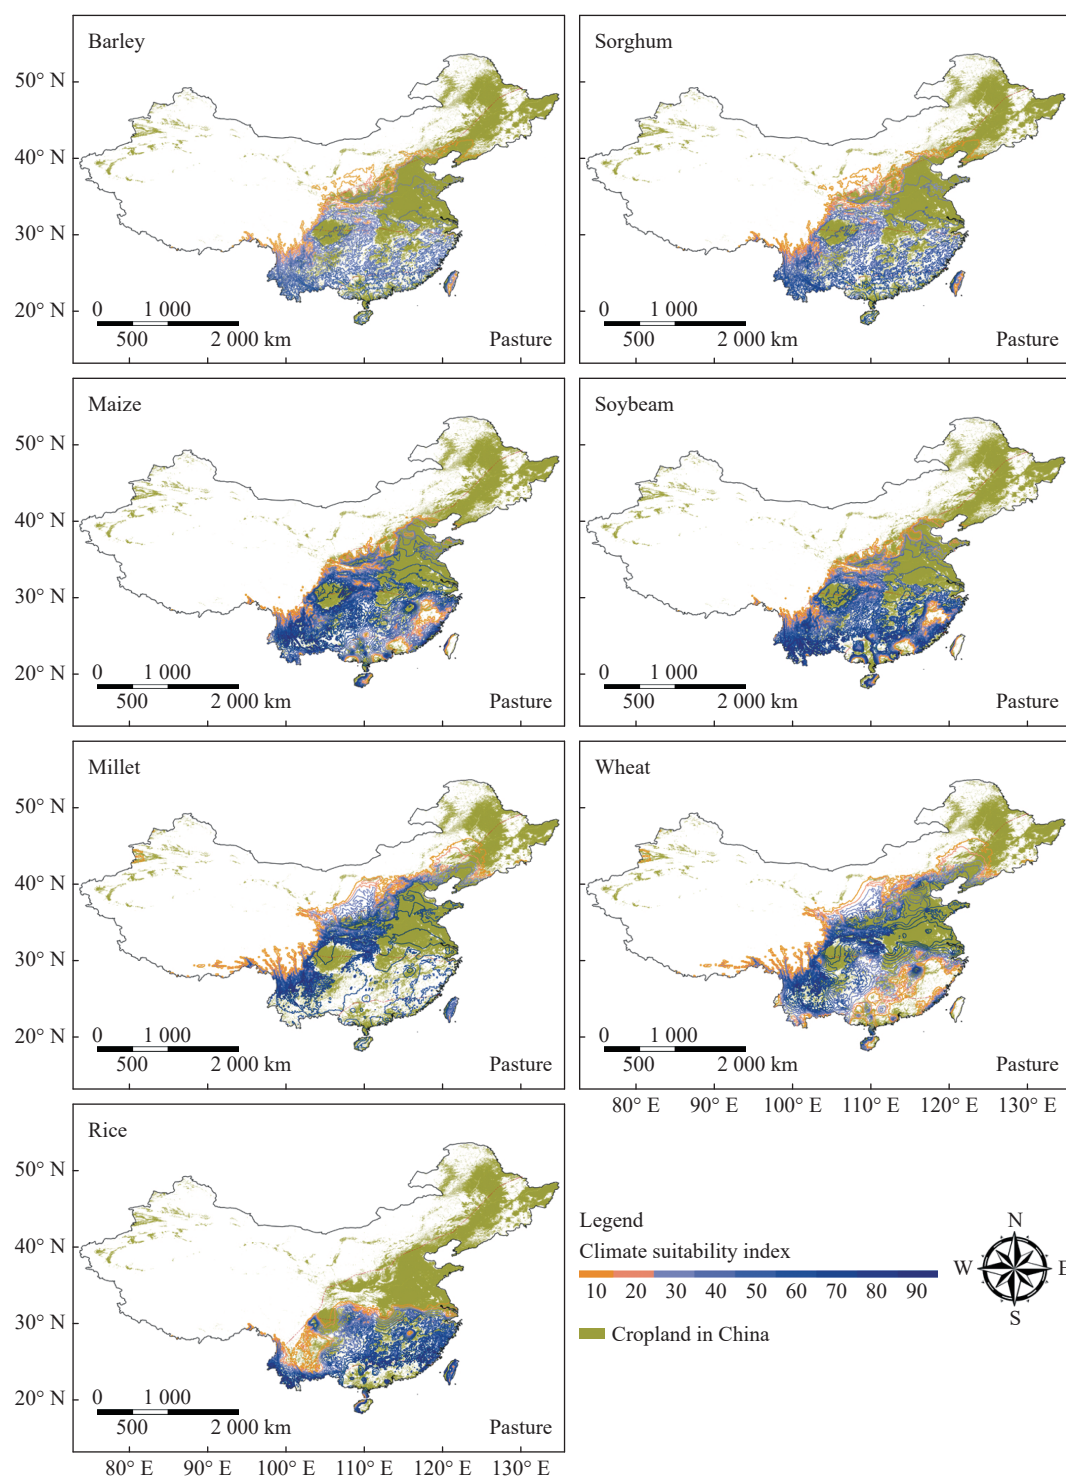 Barley
Sorghum
50° N
40° N
30° N
20° N
0 1 000
500 2 000 km
Pasture
0 1 000
500 2 000 km
Pasture
Maize
Soybeam
50° N
40° N
30° N
20° N
0 1 000
500 2 000 km
Pasture
0 1 000
500 2 000 km
Pasture
Millet
Wheat
50° N
40° N
30° N
20° N
0 1 000
500 2 000 km
Pasture
0 1 000
500 2 000 km
Pasture
80° E 90° E 100° E 110° E 120° E 130° E
Rice
50° N
40° N
30° N
20° N
0 1 000
500 2 000 km
Pasture
80° E 90° E 100° E 110° E 120° E 130° E
Legend
Climate suitability index
10 20 30 40 50 60 70 80 90
Cropland in China
N
W E
S